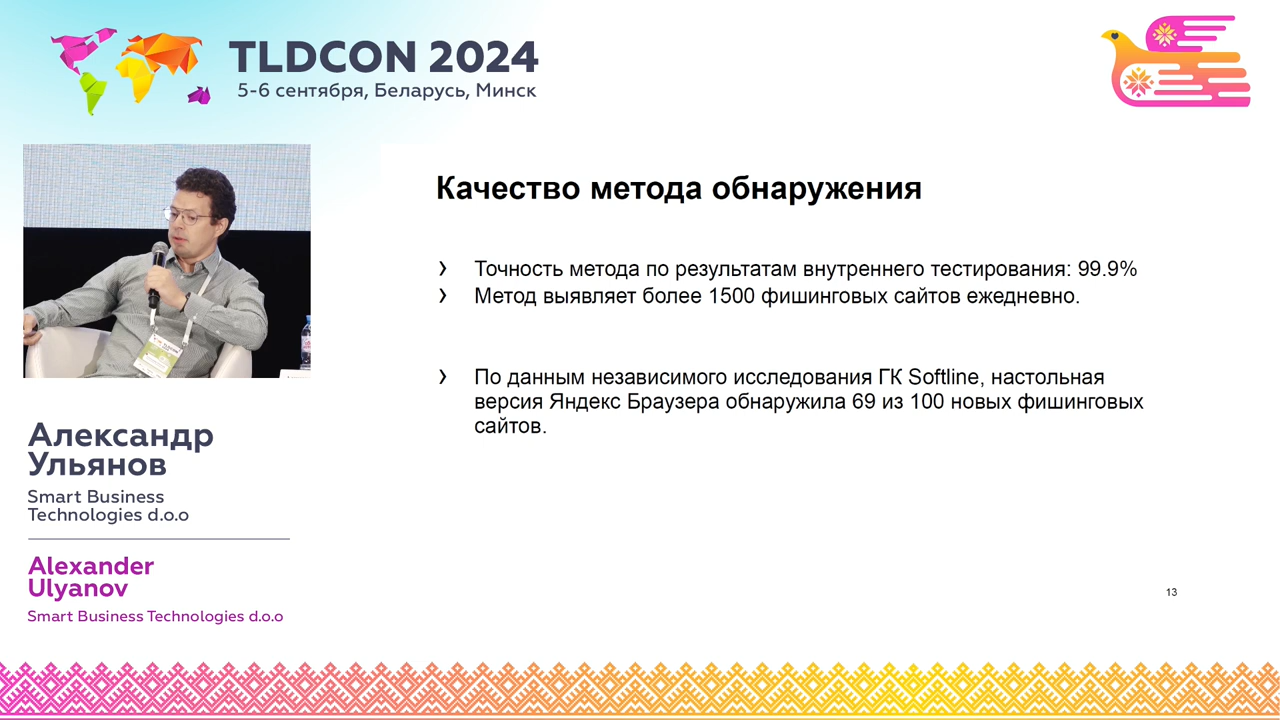 TLDCON 2024
5-6 сентября, Беларусь, Минск
Качество метода обнаружения
Точность метода по результатам внутреннего тестирования: 99.9%
Метод выявляет более 1500 фишинговых сайтов ежедневно.
По данным независимого исследования ГК Softline, настольная
версия Яндекс Браузера обнаружила 69 из 100 новых фишинговых
сайтов.
Александр
Ульянов
Smart Business
Technologies d.o.o
Alexander
Ulyanov
Smart Business Technologies d.o.o
13